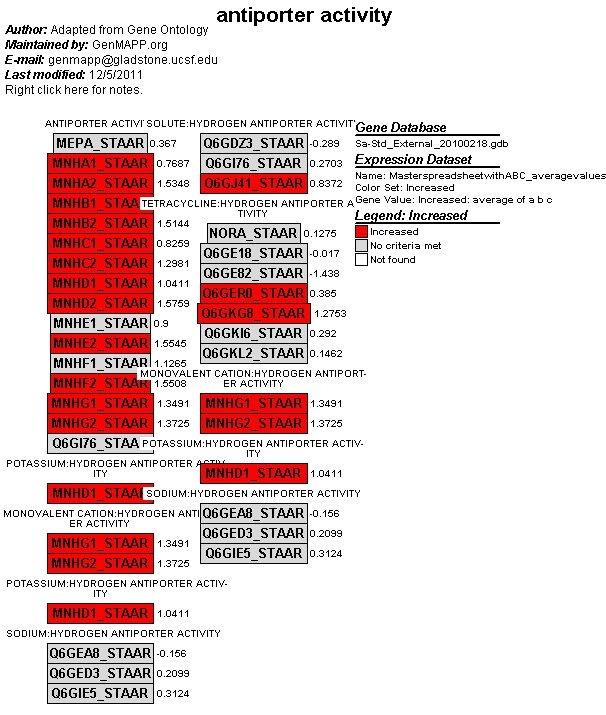 antiporter activity
Author: Adapted from Gene Ontology
Maintained by: GenMAPP.org
E-mail: genmapp@gladstone.ucsf.edu
Last modified: 12/5/2011
Right click here for notes.
ANTIPORTER ACTIVI
MEPA_STAAR 0.367
MNHA1_STAAR 0.7687
MNHA2_STAAR 1.5348
MNHB1_STAAR
MNHB2_STAAR 1.5144
MNHC1_STAAR 0.8259
MNHC2_STAAR 1.2981
MNHD1_STAAR 1.0411
MNHD2_STAAR 1.5759
MNHE1_STAAR 0.9
MNHE2_STAAR 1.5545
MNHF1_STAAR 1.1265
MNHF2_STAAR 1.5508
MNHG1_STAAR 1.3491
MNHG2_STAAR 1.3725
Q6GI76_STAA
POTASSIUM:HYDROGEN ANTIPORTER ACTIV-
ITY
MNHD1_STAA
MONOVALENT CATION:HYDROGEN ANTI
ER ACTIVITY
MNHG1_STAAR 1.3491
MNHG2_STAAR 1.3725
POTASSIUM:HYDROGEN ANTIPORTER ACTIV-
ITY
MNHD1_STAAR 1.0411
SODIUM:HYDROGEN ANTIPORTER ACTIVITY
Q6GEA8_STAAR -0.156
Q6GED3_STAAR 0.2099
Q6GIE5_STAAR 0.3124
SOLUTE:HYDROGEN ANTIPORTER ACTIVIT
Q6GDZ3_STAAR -0.289
Q6GI76_STAAR 0.2703
Q6GJ41_STAAR 0.8372
TETRACYCLINE:HYDROGEN ANTIPORTER A
TIVITY
NORA_STAAR 0.1275
Q6GE18_STAAR -0.017
Q6GE82_STAAR -1.438
Q6GER0_STAAR 0.385
Q6GKG8_STAAR 1.2753
Q6GKI6_STAAR 0.292
Q6GKL2_STAAR 0.1462
MONOVALENT CATION:HYDROGEN ANTIPORT-
ER ACTIVITY
MNHG1_STAAR 1.3491
MNHG2_STAAR 1.3725
POTASSIUM:HYDROGEN ANTIPORTER ACTIV-
ITY
MNHD1_STAAR 1.0411
SODIUM:HYDROGEN ANTIPORTER ACTIVITY
Q6GEA8_STAAR -0.156
Q6GED3_STAAR 0.2099
Q6GIE5_STAAR 0.3124
Gene Database
Sa-Std_External_20100218.gdb
Expression Dataset
Name: MasterspreadsheetwithABC_averagevalues
Color Set: Increased
Gene Value: Increased: average of a b c
Legend: Increased
Increased
No criteria met
Not found